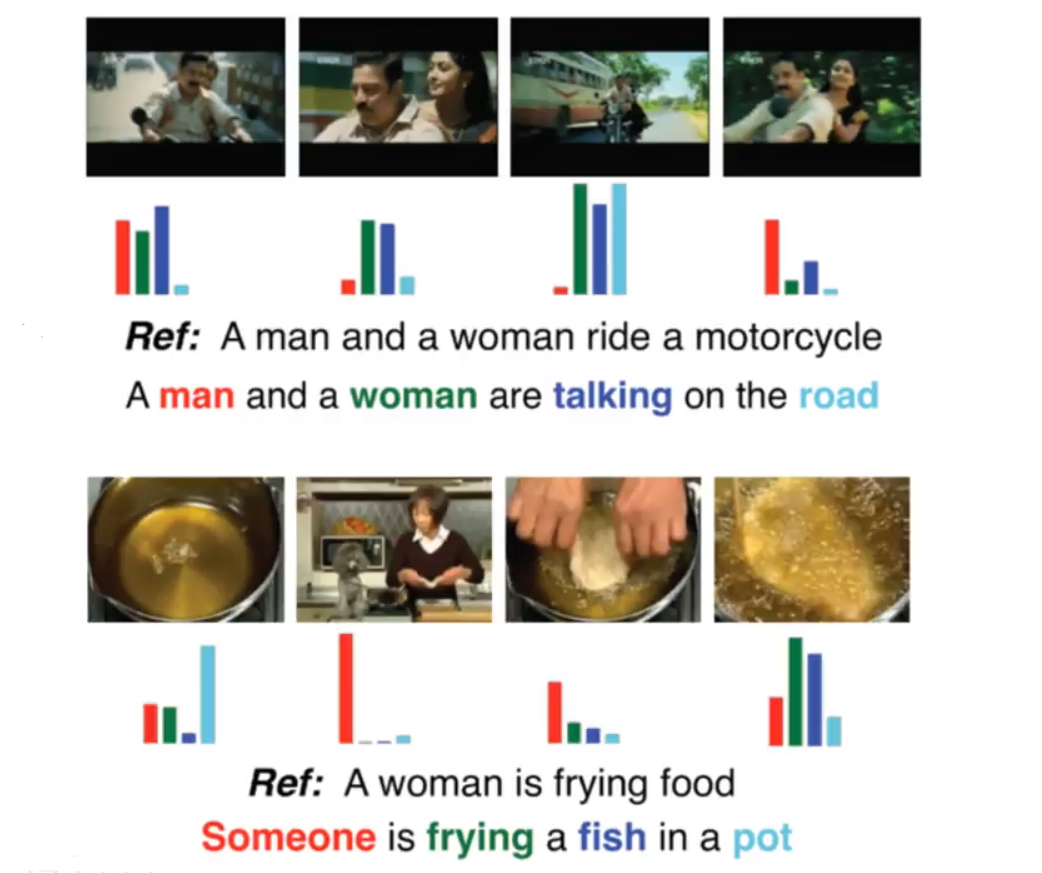 Ref: A man and a woman ride a motorcycle
A man and a woman are talking on the road
Ref: A woman is frying food
Someone is frying a fish in a pot